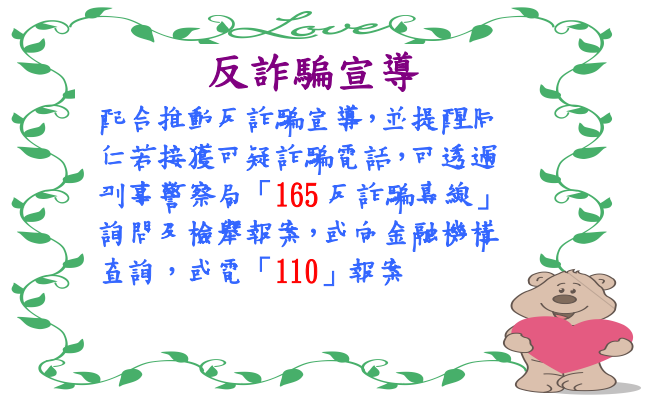 Love
反詐騙宣導
配合推動反詐騙宣導，並提醒同
仁若接獲可疑詐騙電話，可透過
刑事警察局「165反詐騙專線」
詢問及檢舉報案，或向金融機構
查詢，或電「110」報案